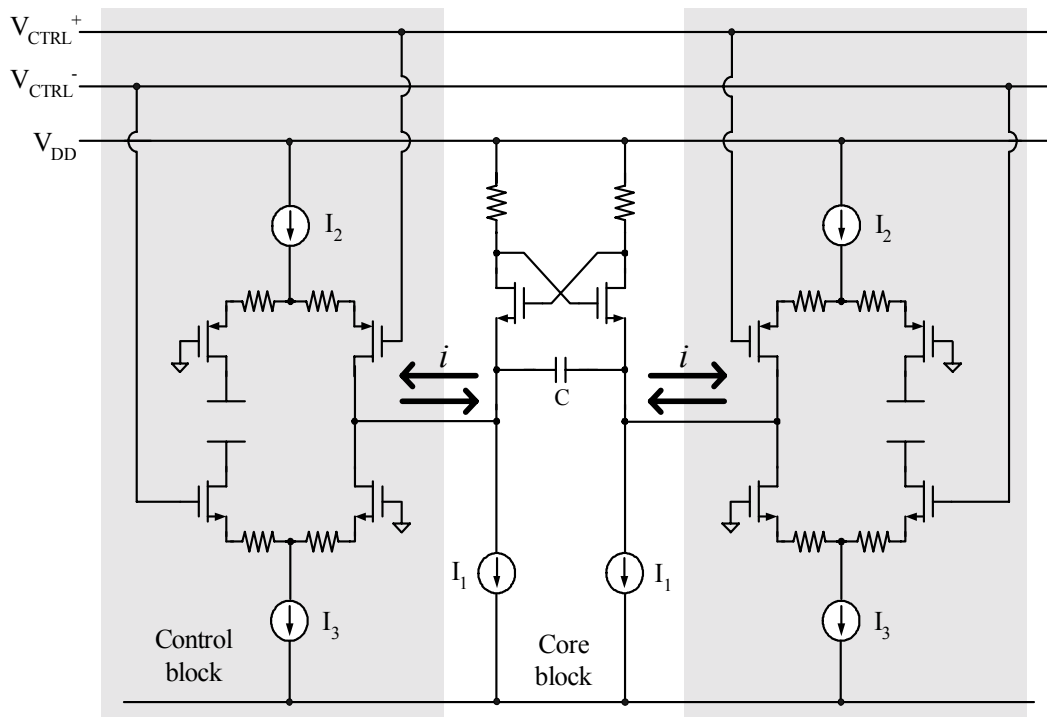 V_CTRL^+
V_CTRL^-
V_DD
I_2
I_2
i
i
C
I_1
I_1
I_3
I_3
Control
block
Core
block